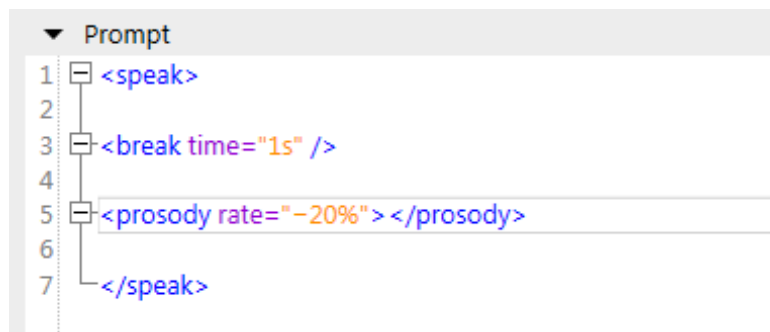 Prompt
1 <speak>
2
3 <break time="1s" />
4
5 <prosody rate="−20%"></prosody>
6
7 </speak>